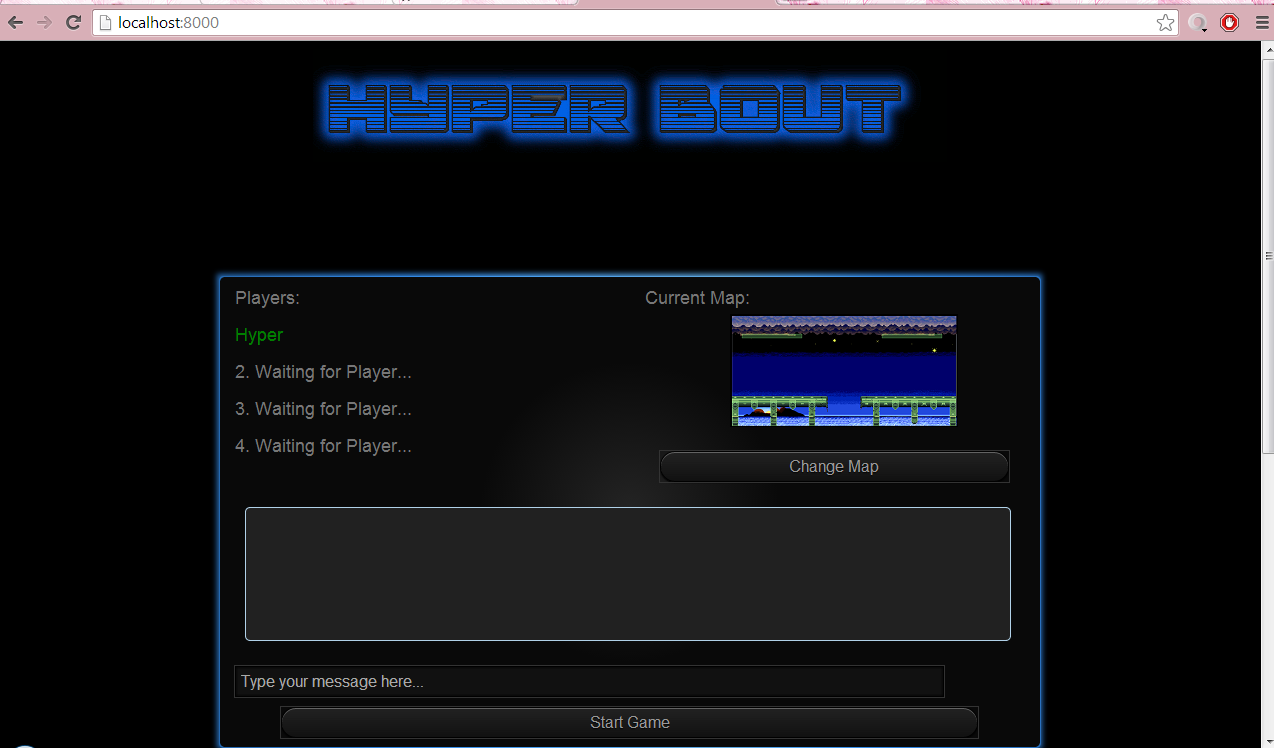 localhost:8000
HYPER BOUT
Players:
Hyper
2. Waiting for Player...
3. Waiting for Player...
4. Waiting for Player...
Current Map:
Change Map
Type your message here...
Start Game